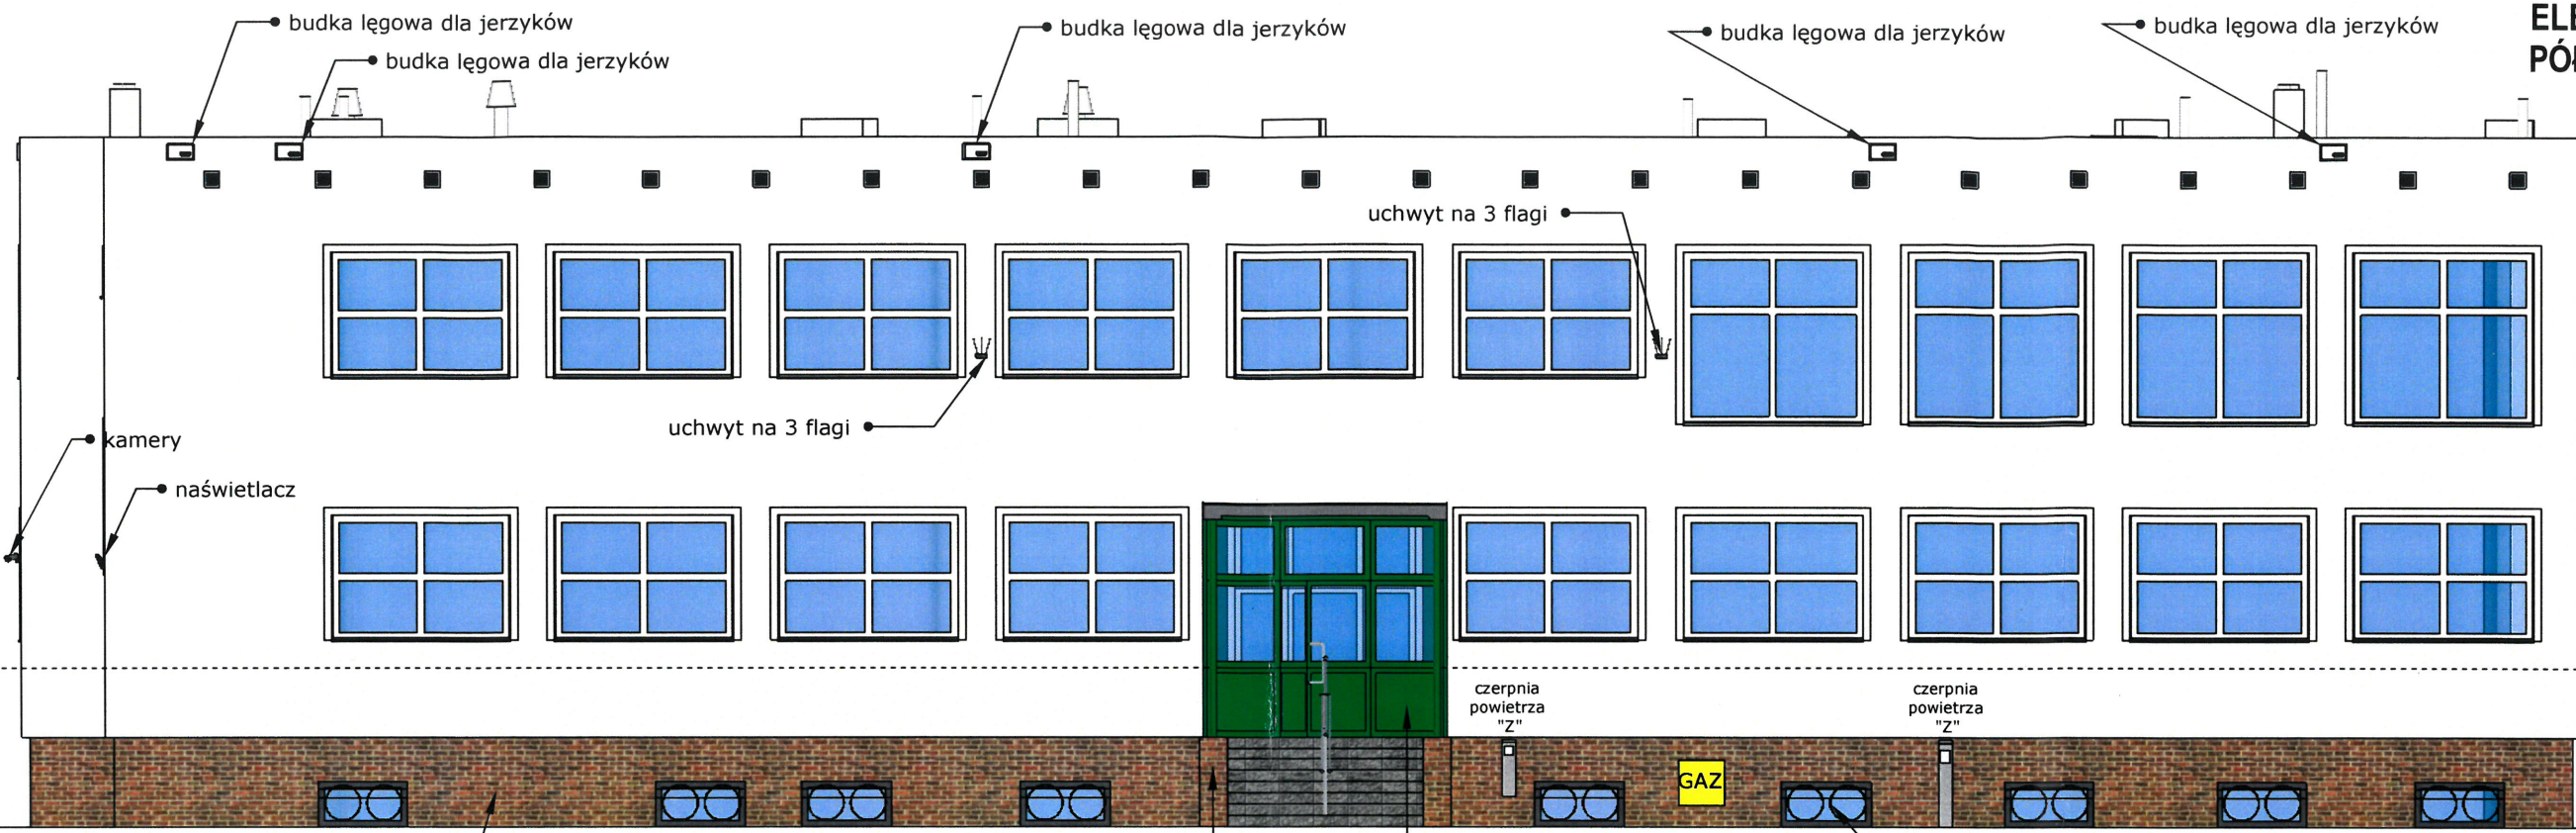 budka lęgowa dla jerzyków
budka lęgowa dla jerzyków
budka lęgowa dla jerzyków
budka lęgowa dla jerzyków
budka lęgowa dla jerzyków
uchwyt na 3 flagi
uchwyt na 3 flagi
kamery
naświetlacz
czerpnia
powietrza
"Z"
czerpnia
powietrza
"Z"
GAZ